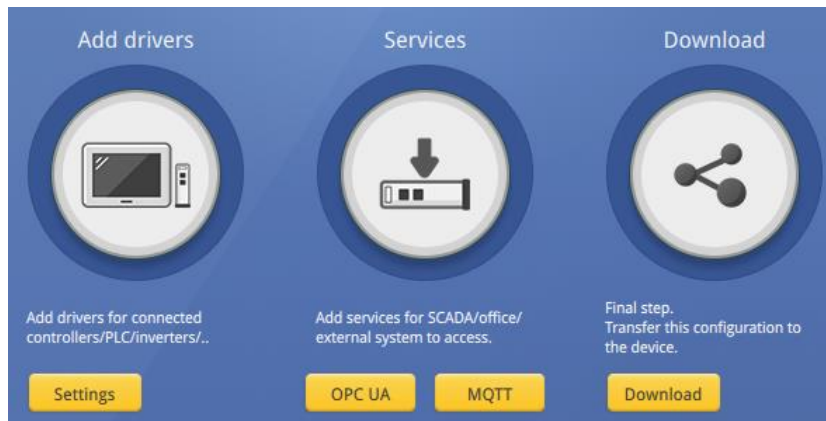 Add drivers
Add drivers for connected
controllers/PLC/inverters/..
Settings
Services
Add services for SCADA/office/
external system to access.
OPC UA
MQTT
Download
Final step.
Transfer this configuration to
the device.
Download